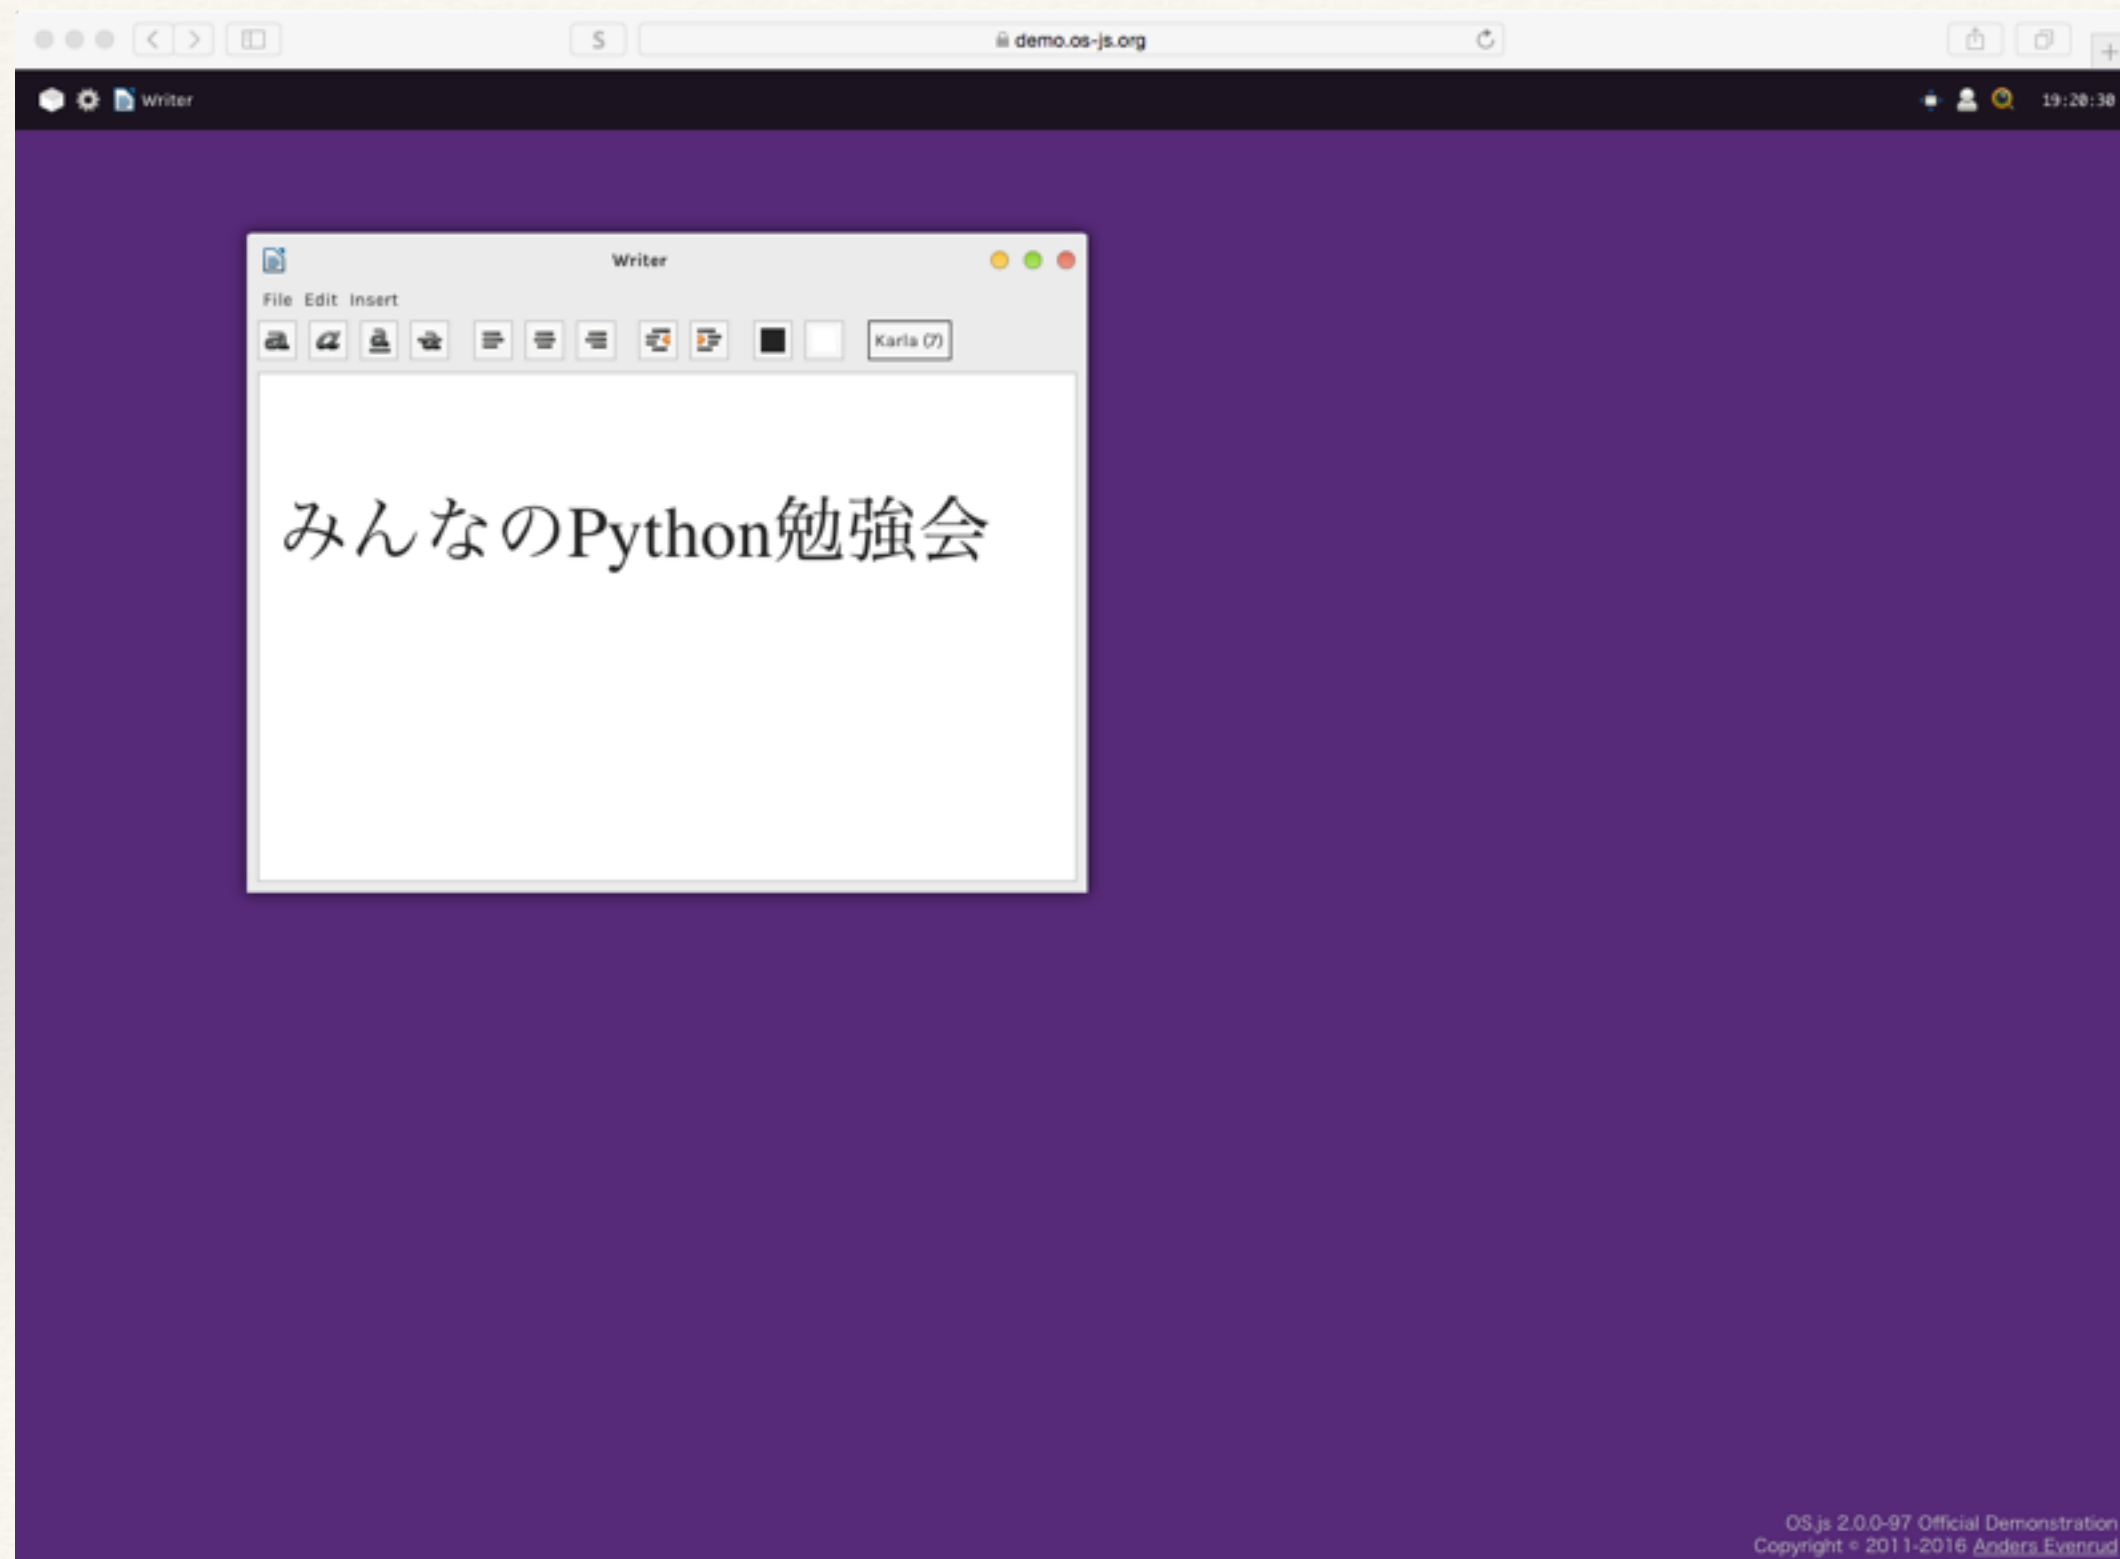 S
demo.os-js.org
Writer
19:20:30
Writer
File Edit Insert
a a a a
Karla (7)
みんなのPython勉強会
OS.js 2.0.0-97 Official Demonstration
Copyright © 2011-2016 Anders Evenrud